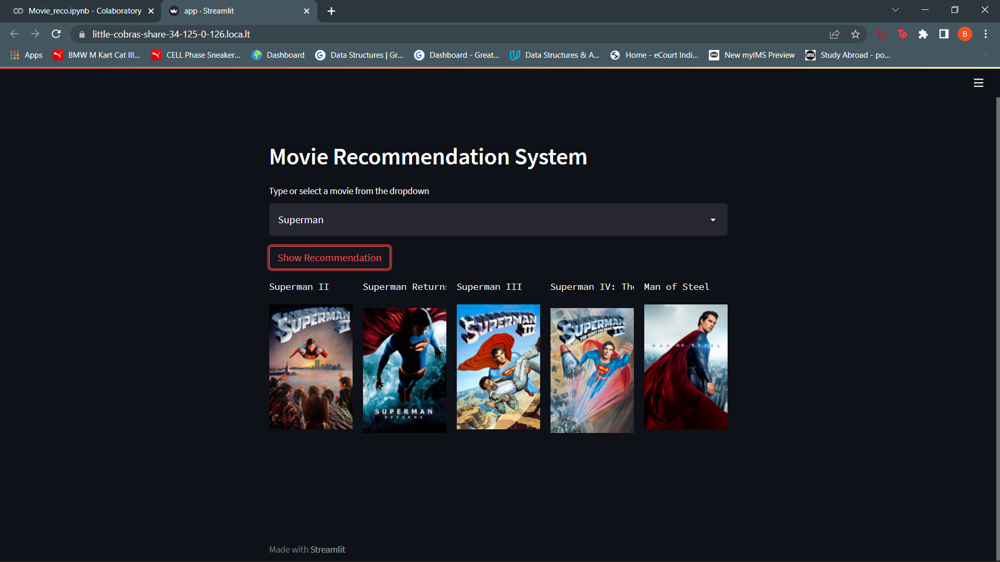 Movie_reco.ipynb - Colaboratory
app · Streamlit
little-cobras-share-34-125-0-126.loca.lt
B
Apps
BMW M Kart Cat III...
CELL Phase Sneaker...
Dashboard
Data Structures | Gr...
Dashboard - Great...
Data Structures & A...
Home - eCourt Indi...
New myIMS Preview
Study Abroad - po...
Movie Recommendation System
Type or select a movie from the dropdown
Superman
Show Recommendation
Superman II
Superman Returns
Superman III
Superman IV: The
Man of Steel
SUPERMAN II
SUPERMAN
RETURNS
SUPERMAN III
SUPERMAN IV
THE QUEST FOR PEACE
MAN OF STEEL
Made with Streamlit